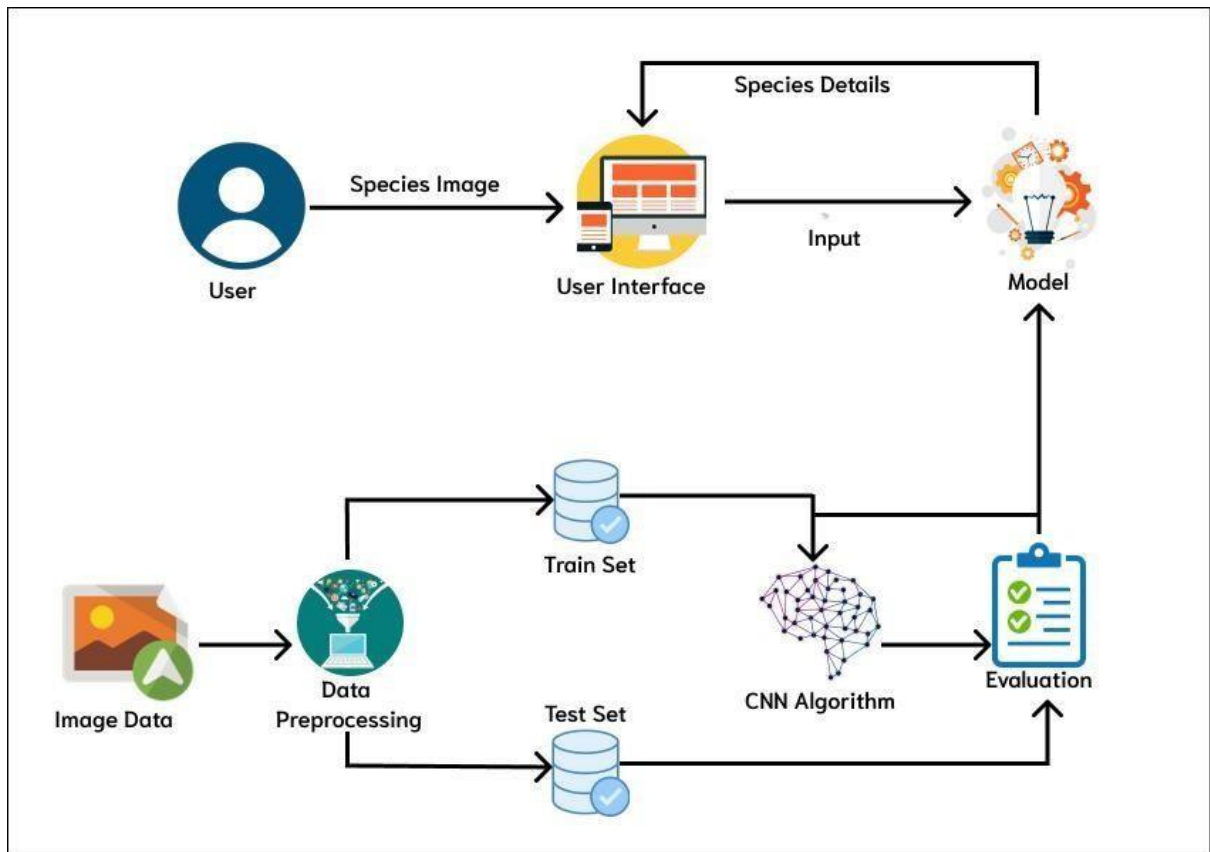 Species Details
Species Image
Input
User
User Interface
Model
Train Set
Image Data
Data
Preprocessing
Test Set
CNN Algorithm
Evaluation